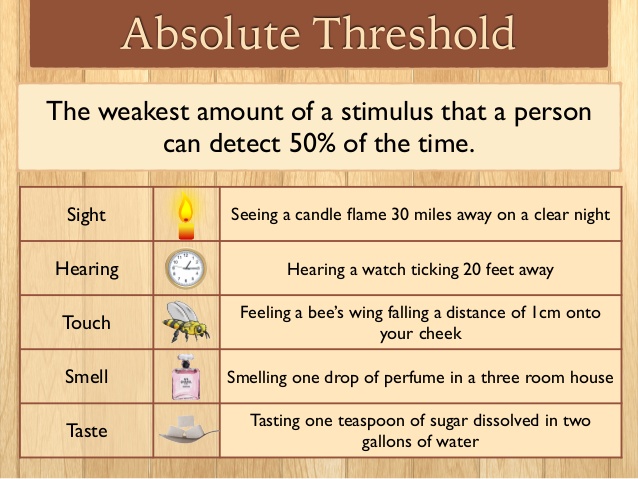 Absolute Threshold
The weakest amount of a stimulus that a person
can detect 50% of the time.
Sight
Seeing a candle flame 30 miles away on a clear night
Hearing
Hearing a watch ticking 20 feet away
Touch
Feeling a bee's wing falling a distance of 1cm onto
your cheek
Smell
Smelling one drop of perfume in a three room house
Taste
Tasting one teaspoon of sugar dissolved in two
gallons of water